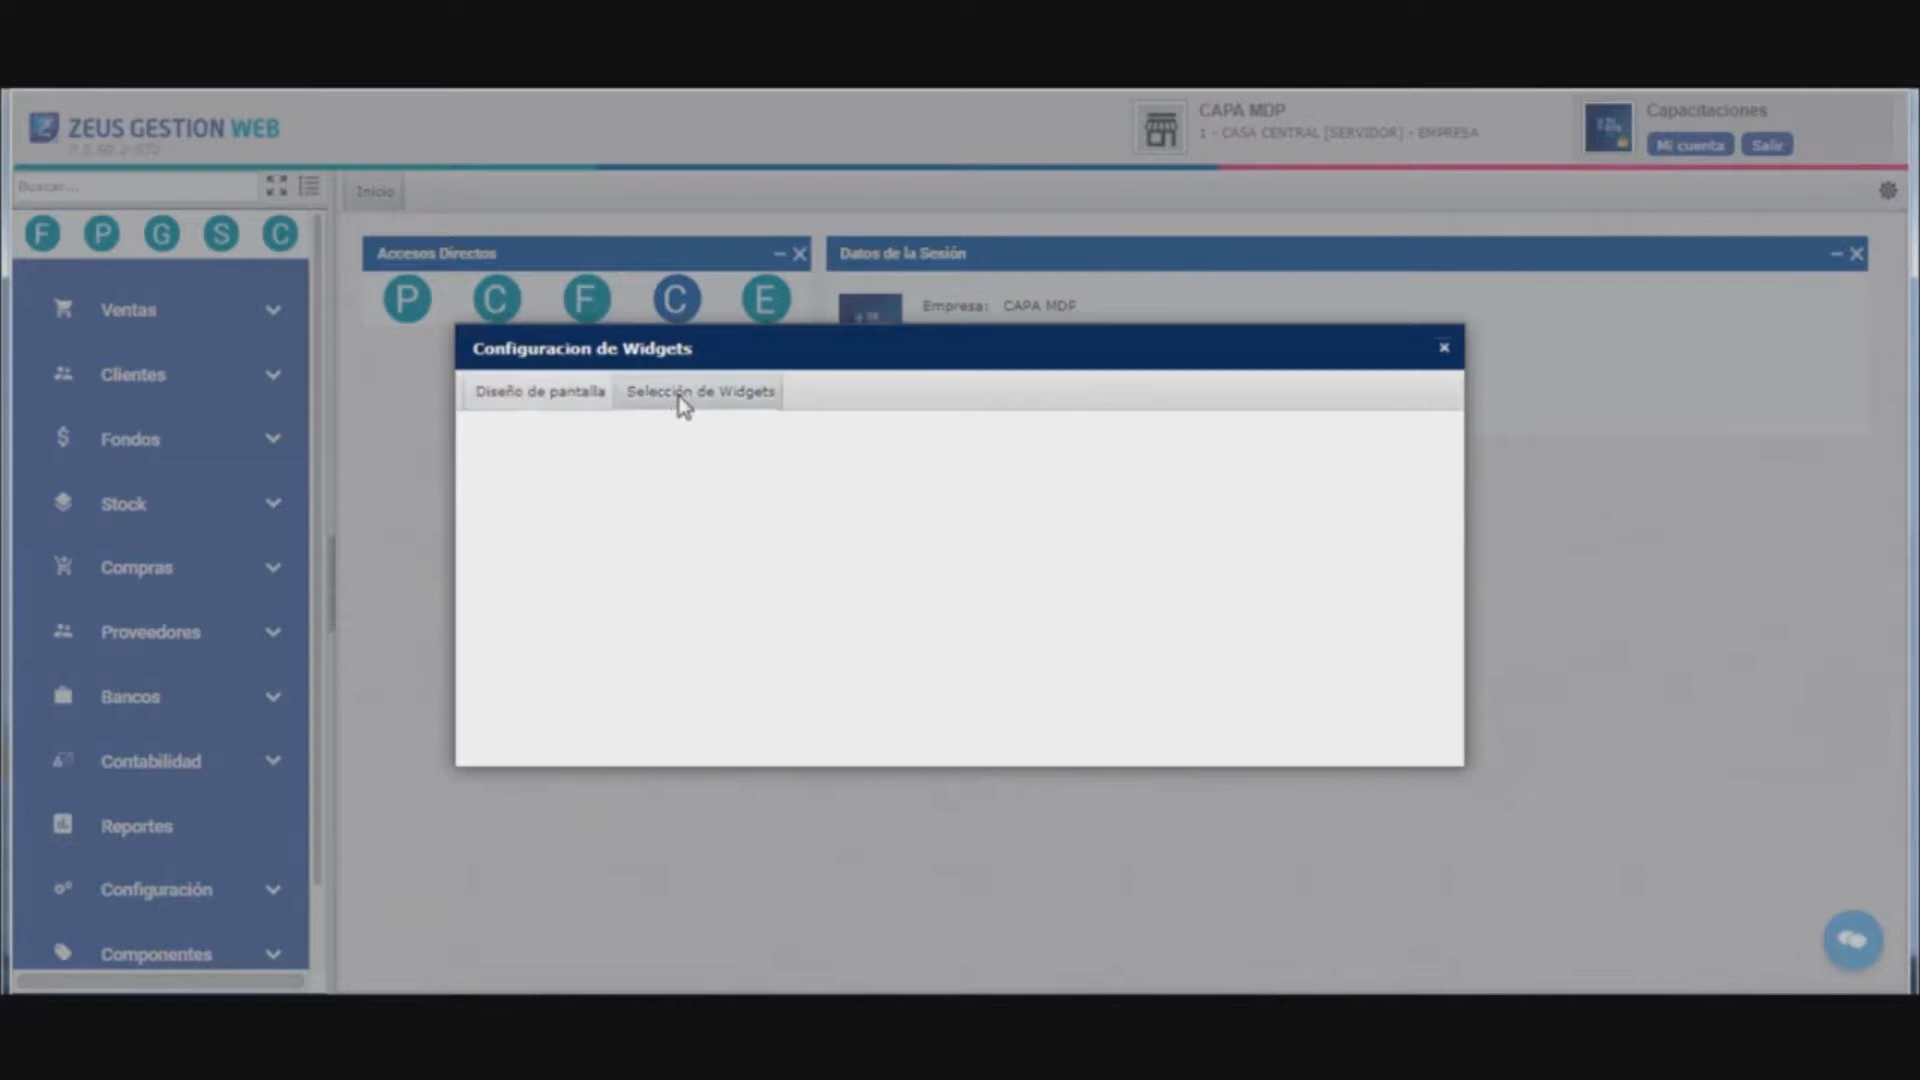 ZEUS GESTION WEB
CAPA MDP
1 - CASA CENTRAL [SERVIDOR] - EMPRESA
Capacitaciones
Mi cuenta
Salir
Buscar...
Inicio
F P G S C
Accesos Directos
P C F C E
Datos de la Sesión
Empresa: CAPA MDP
Ventas
Clientes
Fondos
Stock
Compras
Proveedores
Bancos
Contabilidad
Reportes
Configuración
Componentes
Configuracion de Widgets
Diseño de pantalla
Selección de Widgets